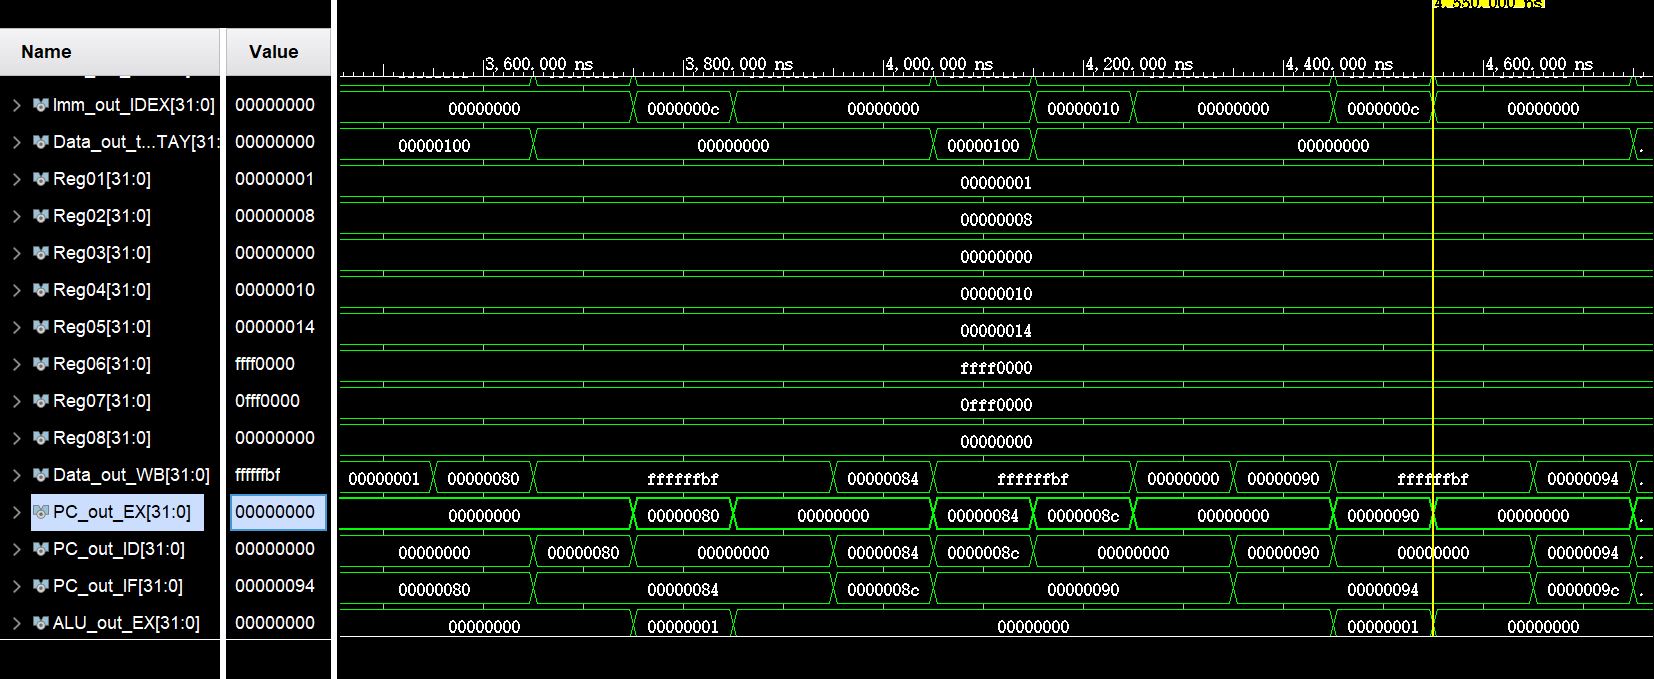 Name Value
3,600.000 ns 3,800.000 ns 4,000.000 ns 4,200.000 ns 4,400.000 ns 4,600.000 ns
Imm_out_IDEX[31:0] 00000000 00000000 0000000c 00000000 00000010 00000000 0000000c 00000000
Data_out_t...TAY[31: 00000000 00000100 00000000 00000100 00000000 .
Reg01[31:0] 00000001 00000001
Reg02[31:0] 00000008 00000008
Reg03[31:0] 00000000 00000000
Reg04[31:0] 00000010 00000010
Reg05[31:0] 00000014 00000014
Reg06[31:0] ffff0000 ffff0000
Reg07[31:0] 0fff0000 0fff0000
Reg08[31:0] 00000000 00000000
Data_out_WB[31:0] ffffffbf 00000001 00000080 ffffffbf 00000084 ffffffbf 00000000 00000090 ffffffbf 00000094 .
PC_out_EX[31:0] 00000000 00000000 00000080 00000000 00000084 0000008c 00000000 00000090 00000000 .
PC_out_ID[31:0] 00000000 00000000 00000080 00000000 00000084 0000008c 00000000 00000090 00000000 00000094 .
PC_out_IF[31:0] 00000094 00000080 00000084 0000008c 00000090 00000094 0000009c .
ALU_out_EX[31:0] 00000000 00000000 00000001 00000000 00000001 00000000